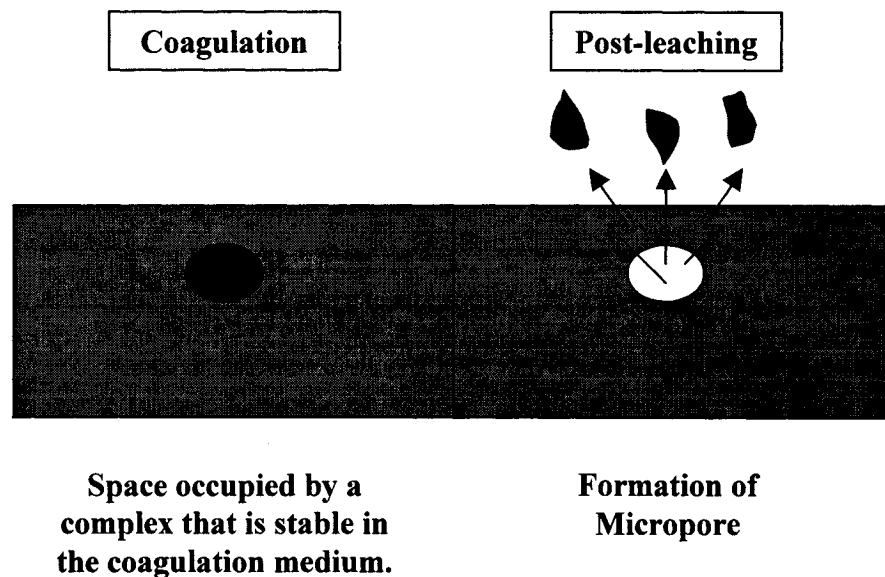 Coagulation
Post-leaching
Space occupied by a
complex that is stable in
the coagulation medium.
Formation of
Micropore